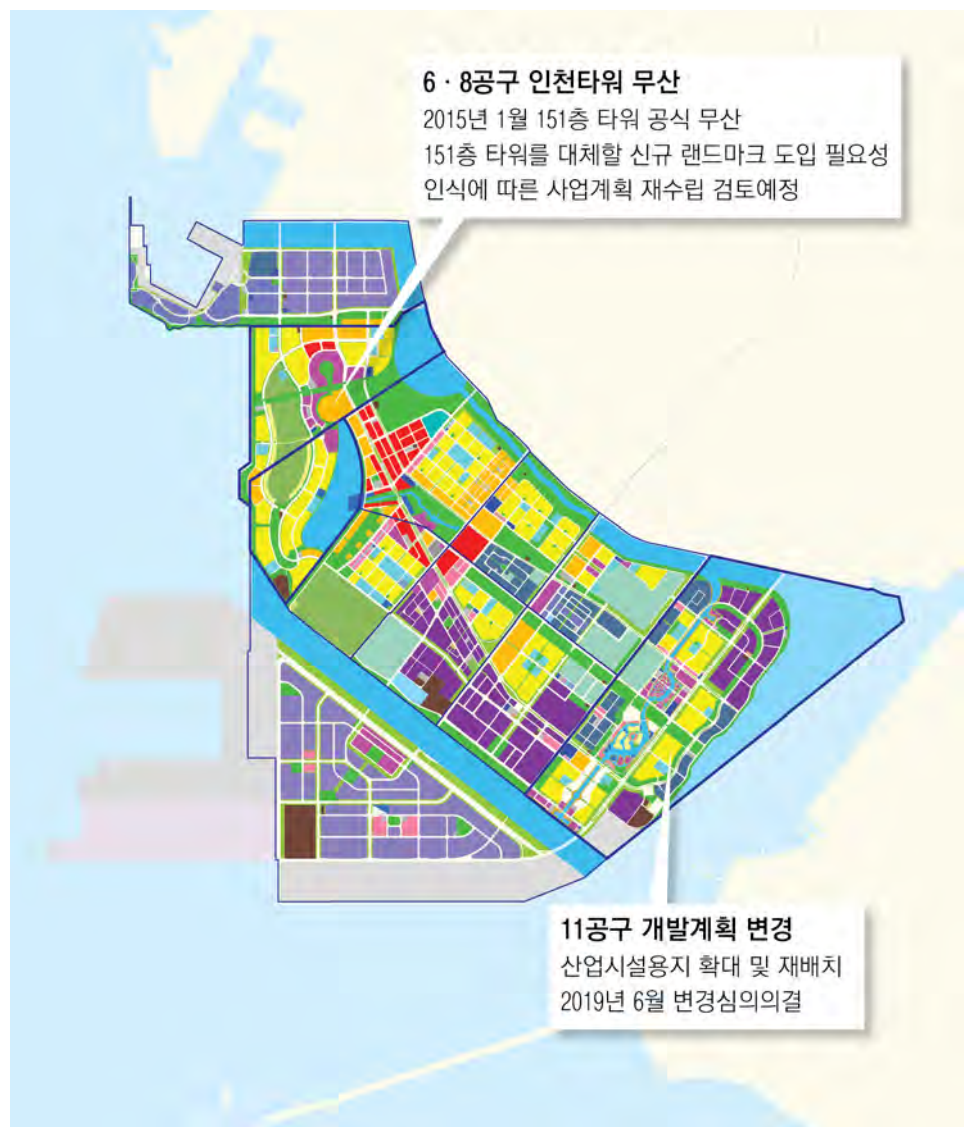 6 · 8공구 인천타워 무산
2015년 1월 151층 타워 공식 무산
151층 타워를 대체할 신규 랜드마크 도입 필요성
인식에 따른 사업계획 재수립 검토예정
11공구 개발계획 변경
산업시설용지 확대 및 재배치
2019년 6월 변경심의의결